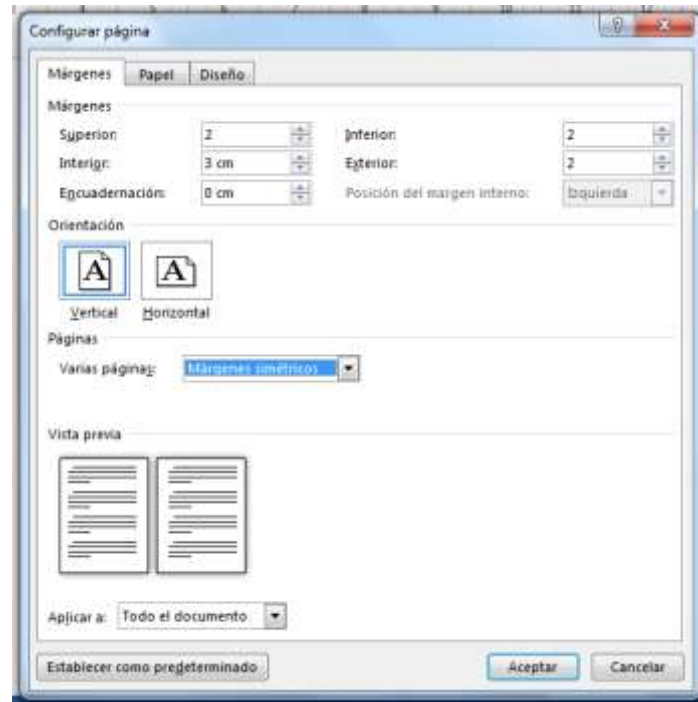 Configurar página
Márgenes Papel Diseño
Márgenes
Superior: 2 Inferior: 2
Interior: 3 cm Exterior: 2
Encuadernación: 0 cm Posición del margen interno: Izquierda
Orientación
A A
Vertical Horizontal
Páginas
Varias páginas: Márgenes simétricos
Vista previa
Aplicar a: Todo el documento
Establecer como predeterminado Aceptar Cancelar